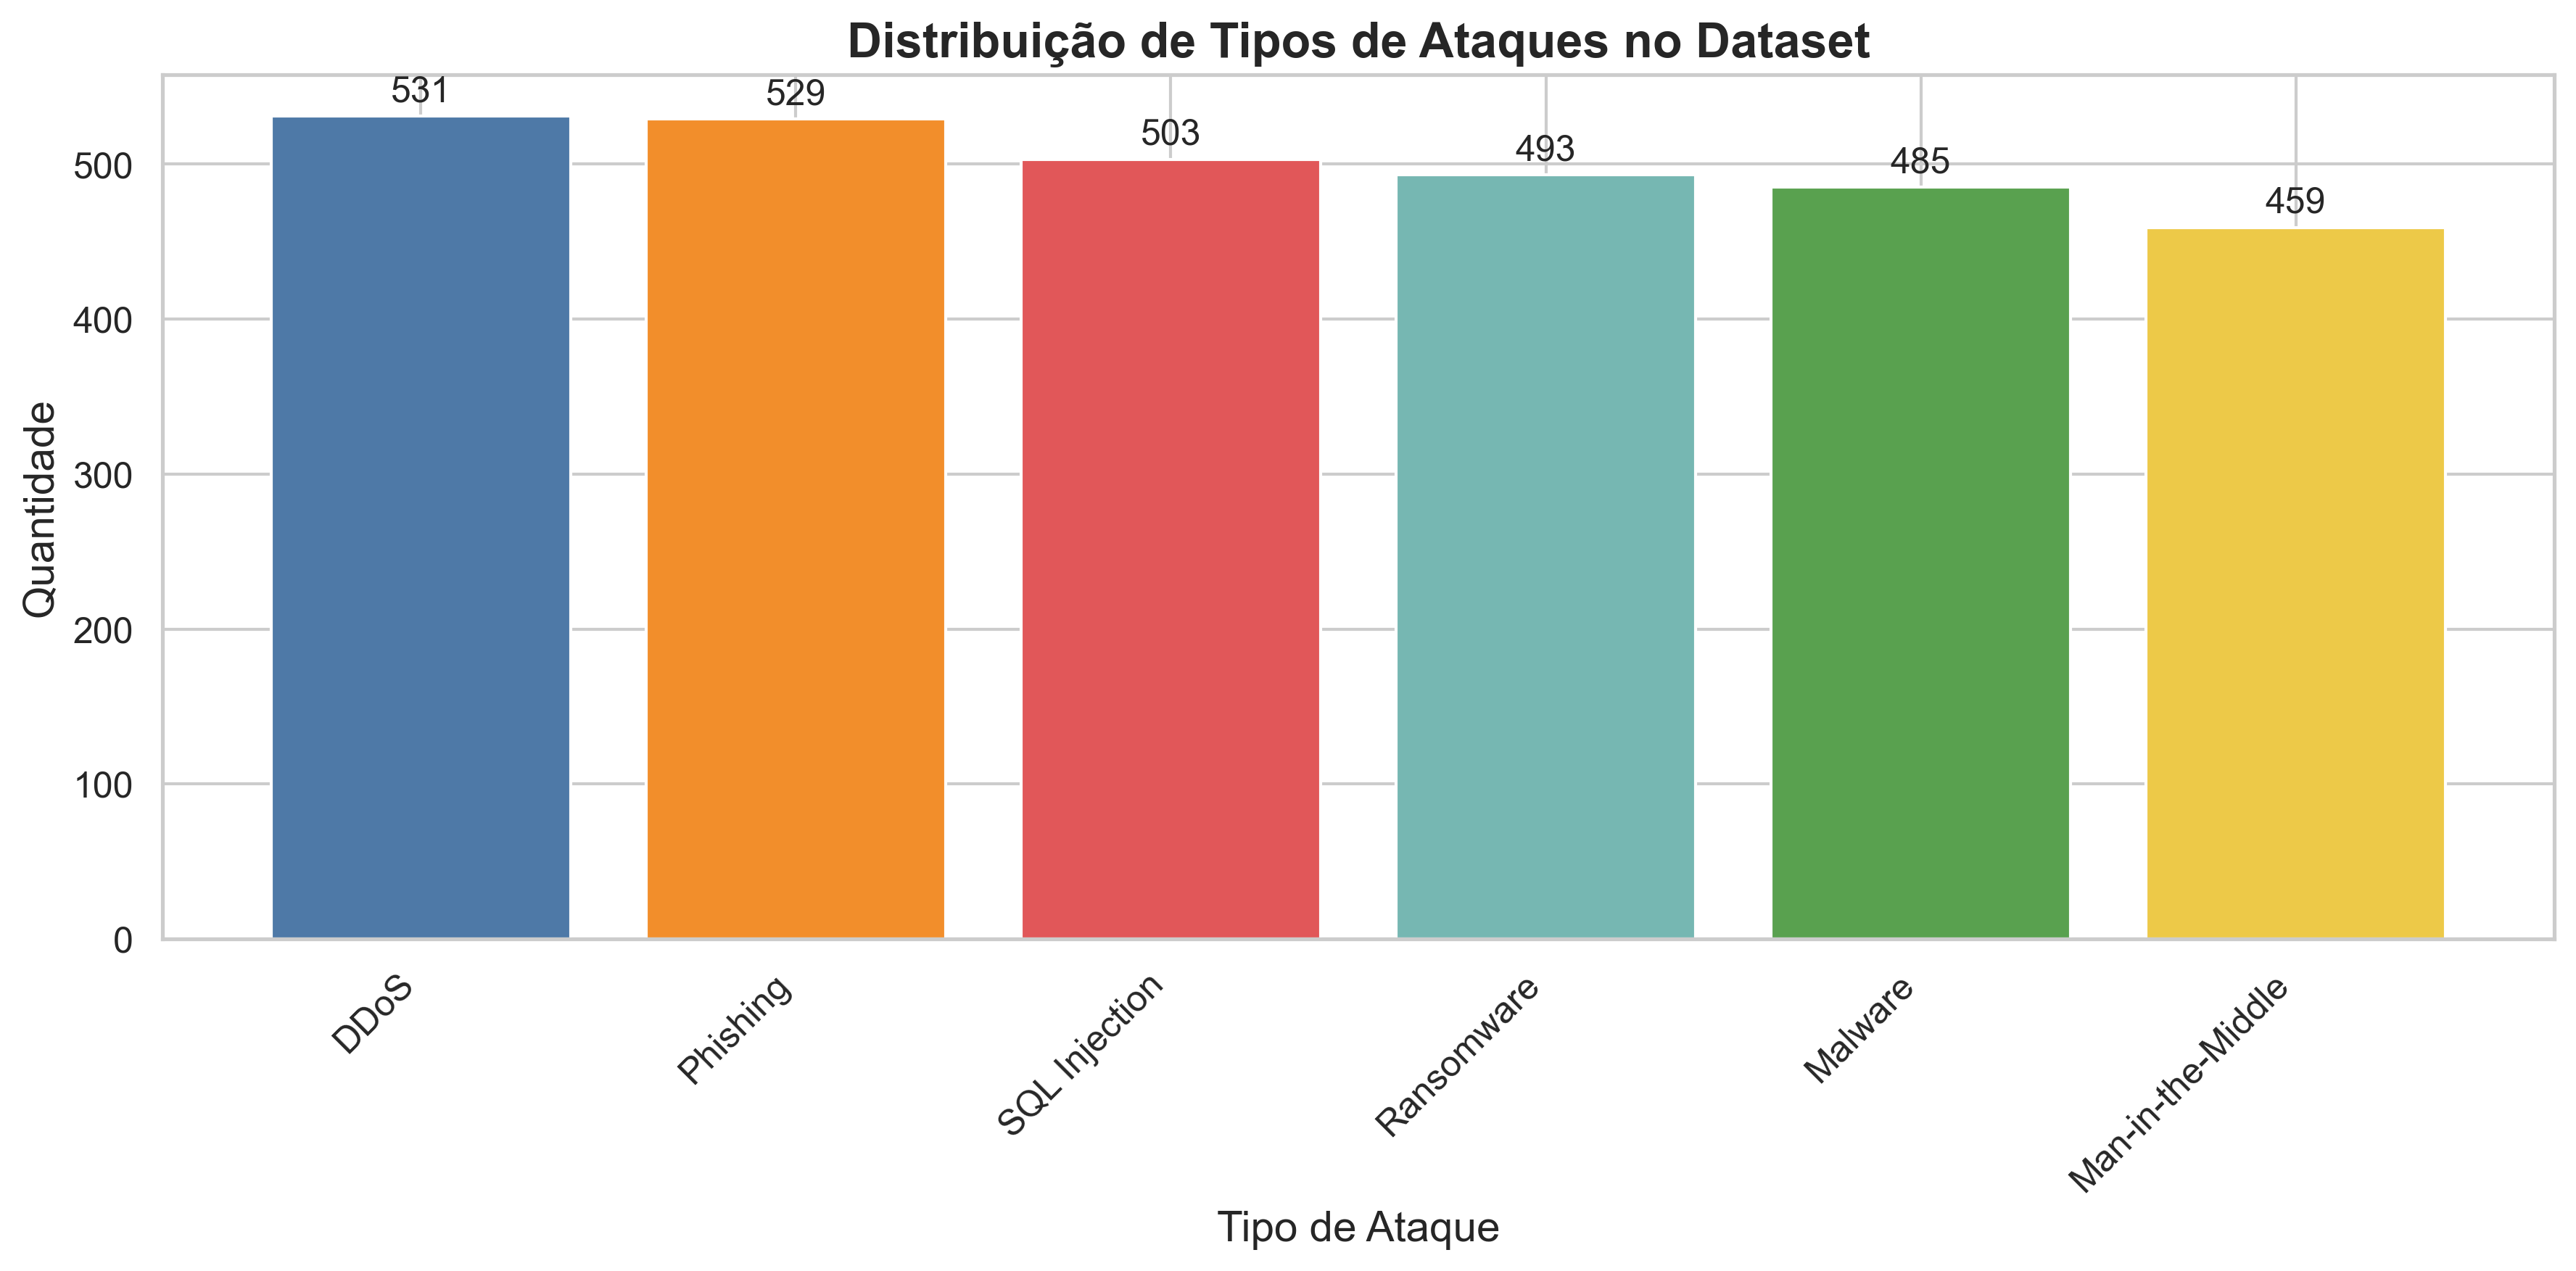 Distribuição de Tipos de Ataques no Dataset
531
529
503
493
485
459
500
400
300
200
100
0
Quantidade
DDoS
Phishing
SQL Injection
Ransomware
Malware
Man-in-the-Middle
Tipo de Ataque